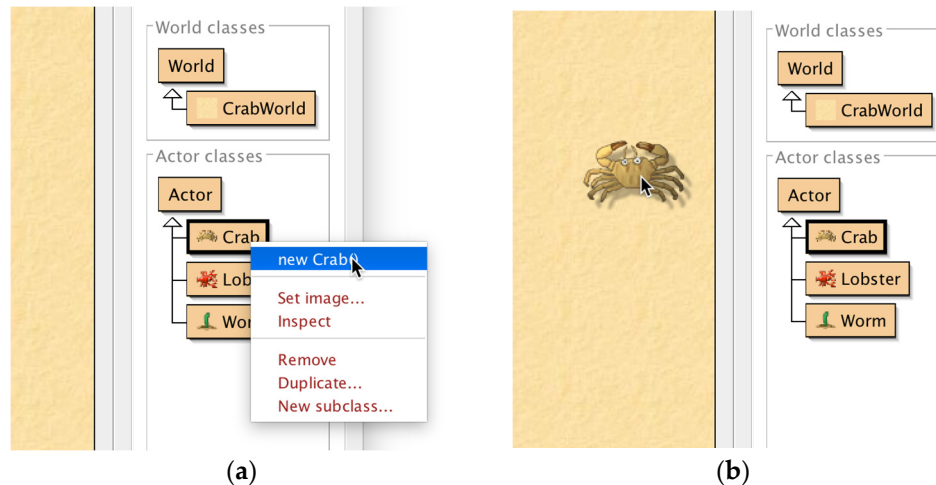 World classes
World
CrabWorld
Actor classes
Actor
Crab
new Crab()
Lob
Wor
Set image...
Inspect
Remove
Duplicate...
New subclass...
(a)
World classes
World
CrabWorld
Actor classes
Actor
Crab
Lobster
Worm
(b)